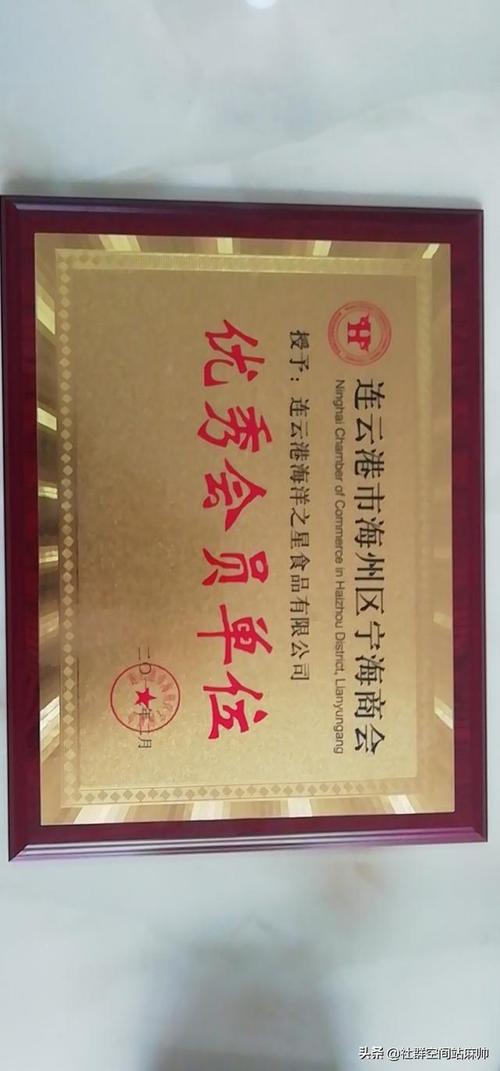 连云港市海州区宁海商会
Ninghai Chamber of Commerce in Haizhou District, Lianyungang
授予：连云港海洋之星食品有限公司
优秀会员单位
头条 @社群空间站麻帅